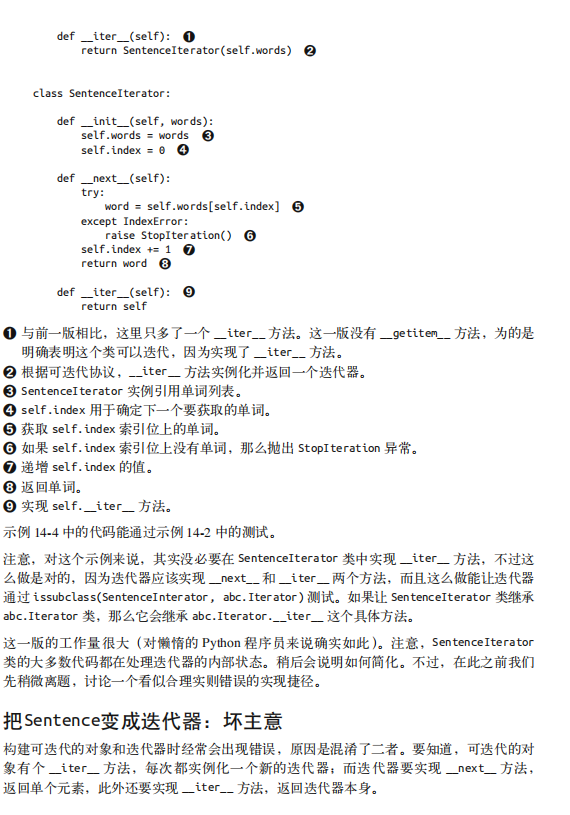 def __iter__(self): ❶
return SentenceIterator(self.words) ❷
class SentenceIterator:
def __init__(self, words):
self.words = words ❸
self.index = 0 ❹
def __next__(self):
try:
word = self.words[self.index] ❺
except IndexError:
raise StopIteration() ❻
self.index += 1 ❼
return word ❽
def __iter__(self): ❾
return self
❶ 与前一版相比，这里只多了一个 __iter__ 方法。这一版没有 __getitem__ 方法，为的是
明确表明这个类可以迭代，因为实现了 __iter__ 方法。
❷ 根据可迭代协议，__iter__ 方法实例化并返回一个迭代器。
❸ SentenceIterator 实例引用单词列表。
❹ self.index 用于确定下一个要获取的单词。
❺ 获取 self.index 索引位上的单词。
❻ 如果 self.index 索引位上没有单词，那么抛出 StopIteration 异常。
❼ 递增 self.index 的值。
❽ 返回单词。
❾ 实现 self.__iter__ 方法。
示例 14-4 中的代码能通过示例 14-2 中的测试。
注意，对这个示例来说，其实没必要在 SentenceIterator 类中实现 __iter__ 方法，不过这
么做是对的，因为迭代器应该实现 __next__ 和 __iter__ 两个方法，而且这么做能让迭代器
通过 issubclass(SentenceInterator, abc.Iterator) 测试。如果让 SentenceIterator 类继承
abc.Iterator 类，那么它会继承 abc.Iterator.__iter__ 这个具体方法。
这一版的工作量很大（对懒惰的 Python 程序员来说确实如此）。注意，SentenceIterator
类的大多数代码都在处理迭代器的内部状态。稍后会说明如何简化。不过，在此之前我们
先稍微离题，讨论一个看似合理实则错误的实现捷径。
把Sentence变成迭代器：坏主意
构建可迭代的对象和迭代器时经常会出现错误，原因是混淆了二者。要知道，可迭代的对
象有个 __iter__ 方法，每次都实例化一个新的迭代器；而迭代器要实现 __next__ 方法，
返回单个元素，此外还要实现 __iter__ 方法，返回迭代器本身。